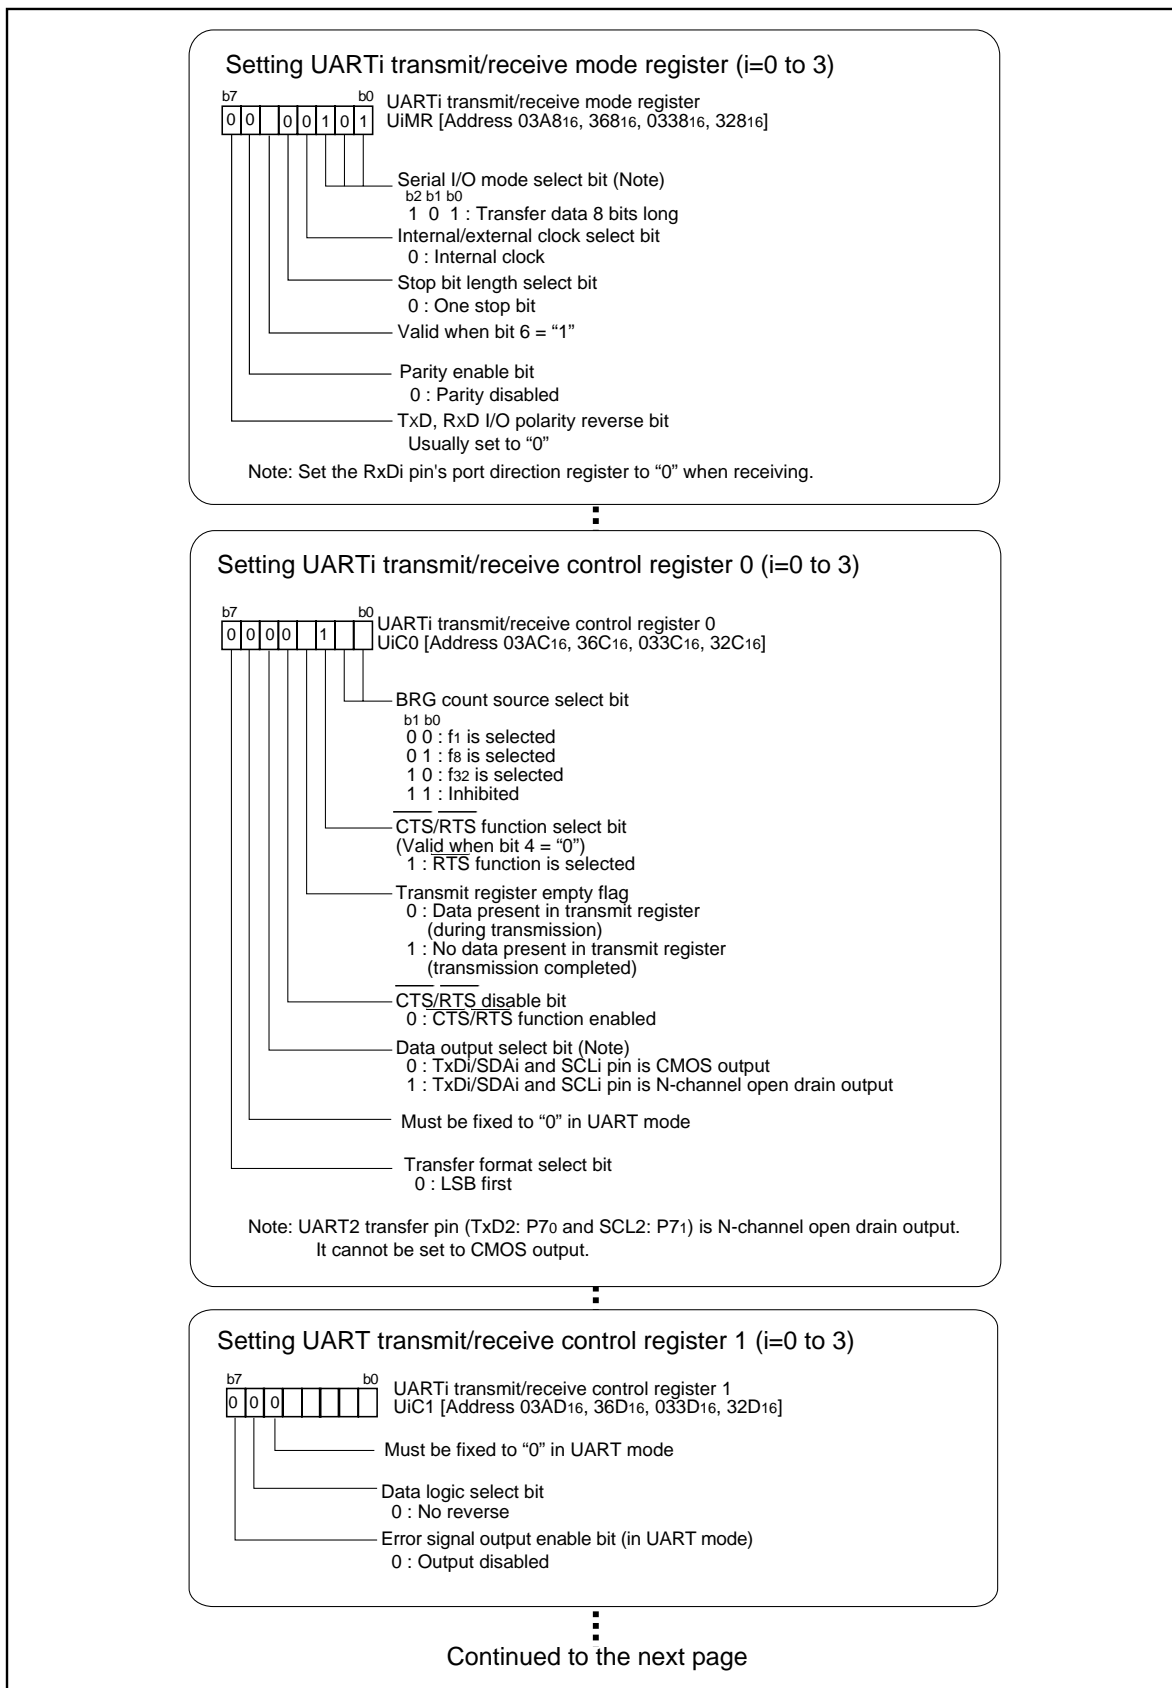 Setting UARTi transmit/receive mode register (i=0 to 3)
b7 b0
0 0 0 0 1 0 1
UARTi transmit/receive mode register
UiMR [Address 03A816, 36816, 033816, 32816]
Serial I/O mode select bit (Note)
b2 b1 b0
1 0 1 : Transfer data 8 bits long
Internal/external clock select bit
0 : Internal clock
Stop bit length select bit
0 : One stop bit
Valid when bit 6 = “1”
Parity enable bit
0 : Parity disabled
TXD, RXD I/O polarity reverse bit
Usually set to “0”
Note: Set the RxDi pin's port direction register to “0” when receiving.
Setting UARTi transmit/receive control register 0 (i=0 to 3)
b7 b0
0 0 0 0 1
UARTi transmit/receive control register 0
UiC0 [Address 03AC16, 36C16, 033C16, 32C16]
BRG count source select bit
b1 b0
0 0 : f1 is selected
0 1 : f8 is selected
1 0 : f32 is selected
1 1 : Inhibited
CTS/RTS function select bit
(Valid when bit 4 = “0”)
1 : RTS function is selected
Transmit register empty flag
0 : Data present in transmit register
(during transmission)
1 : No data present in transmit register
(transmission completed)
CTS/RTS disable bit
0 : CTS/RTS function enabled
Data output select bit (Note)
0 : TxDi/SDAi and SCLi pin is CMOS output
1 : TxDi/SDAi and SCLi pin is N-channel open drain output
Must be fixed to “0” in UART mode
Transfer format select bit
0 : LSB first
Note: UART2 transfer pin (TxD2: P70 and SCL2: P71) is N-channel open drain output.
It cannot be set to CMOS output.
Setting UART transmit/receive control register 1 (i=0 to 3)
b7 b0
0 0 0
UARTi transmit/receive control register 1
UiC1 [Address 03AD16, 36D16, 033D16, 32D16]
Must be fixed to “0” in UART mode
Data logic select bit
0 : No reverse
Error signal output enable bit (in UART mode)
0 : Output disabled
Continued to the next page